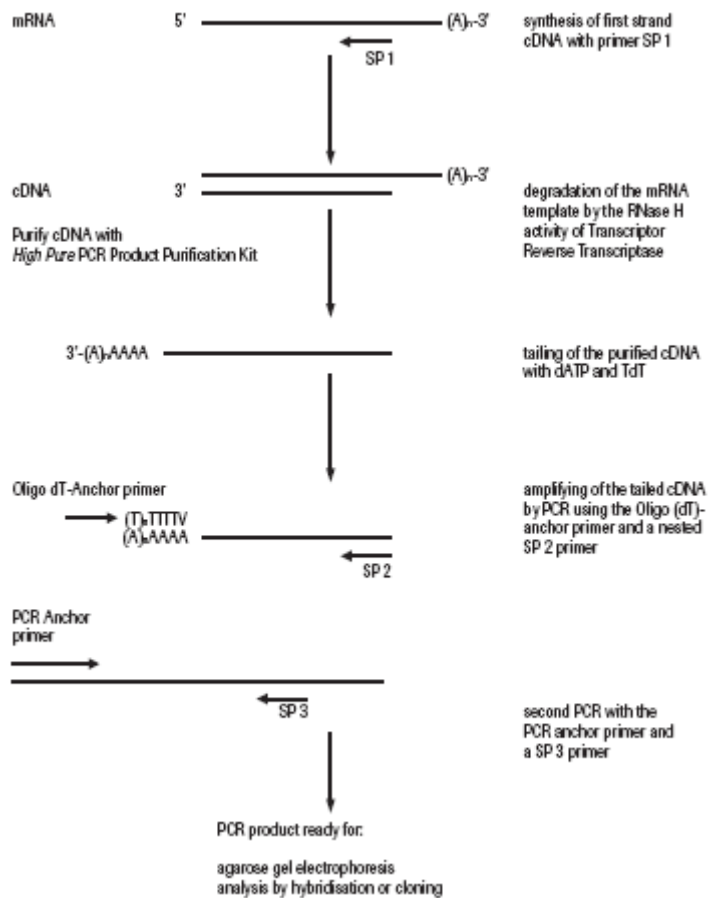 mRNA 5' (A)n-3' synthesis of first strand
cDNA with primer SP 1
SP 1
(A)n-3'
cDNA 3' degradation of the mRNA
template by the RNase H
activity of Transcriptor
Reverse Transcriptase
Purify cDNA with
High Pure PCR Product Purification Kit
3'-(A)nAAAA tailing of the purified cDNA
with dATP and TdT
Oligo dT-Anchor primer amplifying of the tailed cDNA
by PCR using the Oligo (dT)-
anchor primer and a nested
SP 2 primer
(T)nTTTTV
(A)nAAAA
SP 2
PCR Anchor
primer
SP 3 second PCR with the
PCR anchor primer and
a SP 3 primer
PCR product ready for:
agarose gel electrophoresis
analysis by hybridisation or cloning